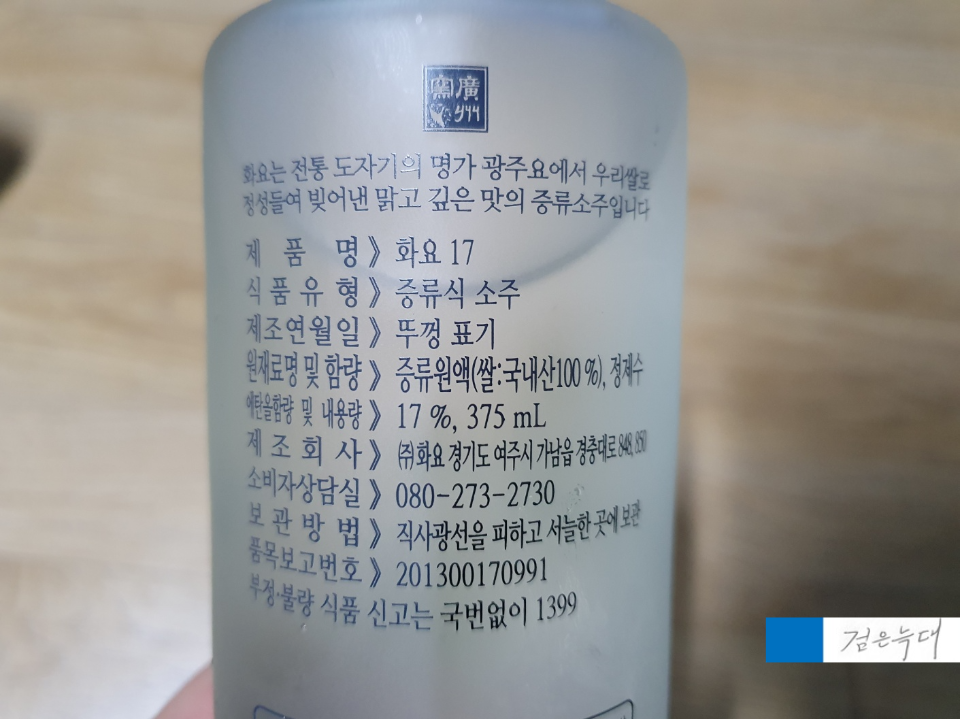 窯廣
화요는 전통 도자기의 명가 광주요에서 우리쌀로
정성들여 빚어낸 맑고 깊은 맛의 증류소주입니다
제 품 명 》 화요 17
식 품 유 형 》 증류식 소주
제조연월일 》 뚜껑 표기
원재료명 및 함량 》 증류원액(쌀:국내산100 %), 정제수
에탄올함량 및 내용량 》 17 %, 375 mL
제 조 회 사 》 ㈜화요 경기도 여주시 가남읍 경충대로 848, 850
소비자상담실 》 080-273-2730
보 관 방 법 》 직사광선을 피하고 서늘한 곳에 보관
품목보고번호 》 201300170991
부정·불량 식품 신고는 국번없이 1399
검은늑대